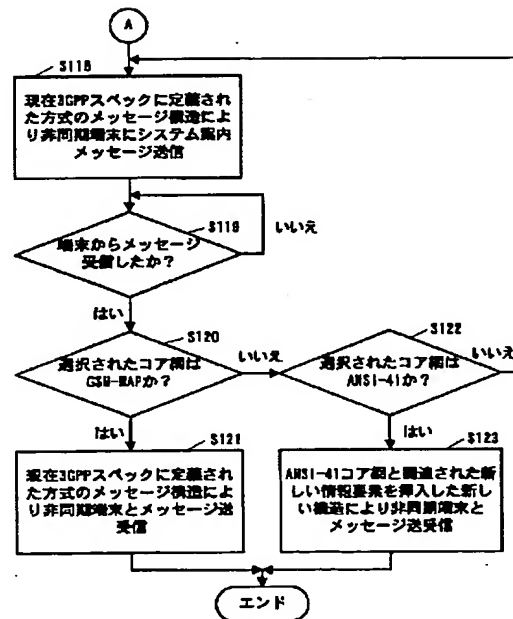 A
S118
現在3GPPスペックに定義され
た方式のメッセージ構造によ
り非同期端末にシステム案内
メッセージ送信
S119
端末からメッセージ
受信したか？
いいえ
はい
S120
選択されたコア網は
GSM-MAPか？
いいえ
S122
選択されたコア網は
ANSI-41か？
いいえ
はい
S121
現在3GPPスペックに定義され
た方式のメッセージ構造によ
り非同期端末とメッセージ送
受信
はい
S123
ANSI-41コア網と関連された新
しい情報要素を挿入した新し
い構造により非同期端末と
メッセージ送受信
エンド